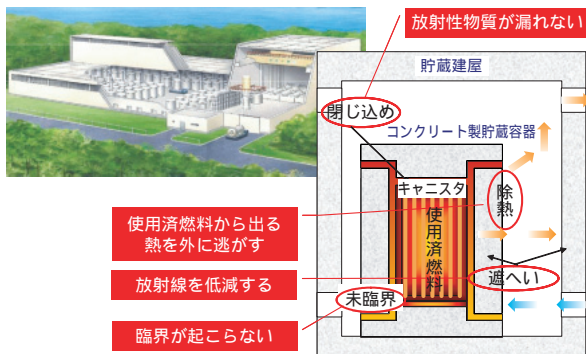 放射性物質が漏れない
貯蔵建屋
閉じ込め
コンクリート製貯蔵容器
キャニスタ
除熱
使用済燃料
使用済燃料から出る
熱を外に逃がす
放射線を低減する
遮へい
未臨界
臨界が起こらない